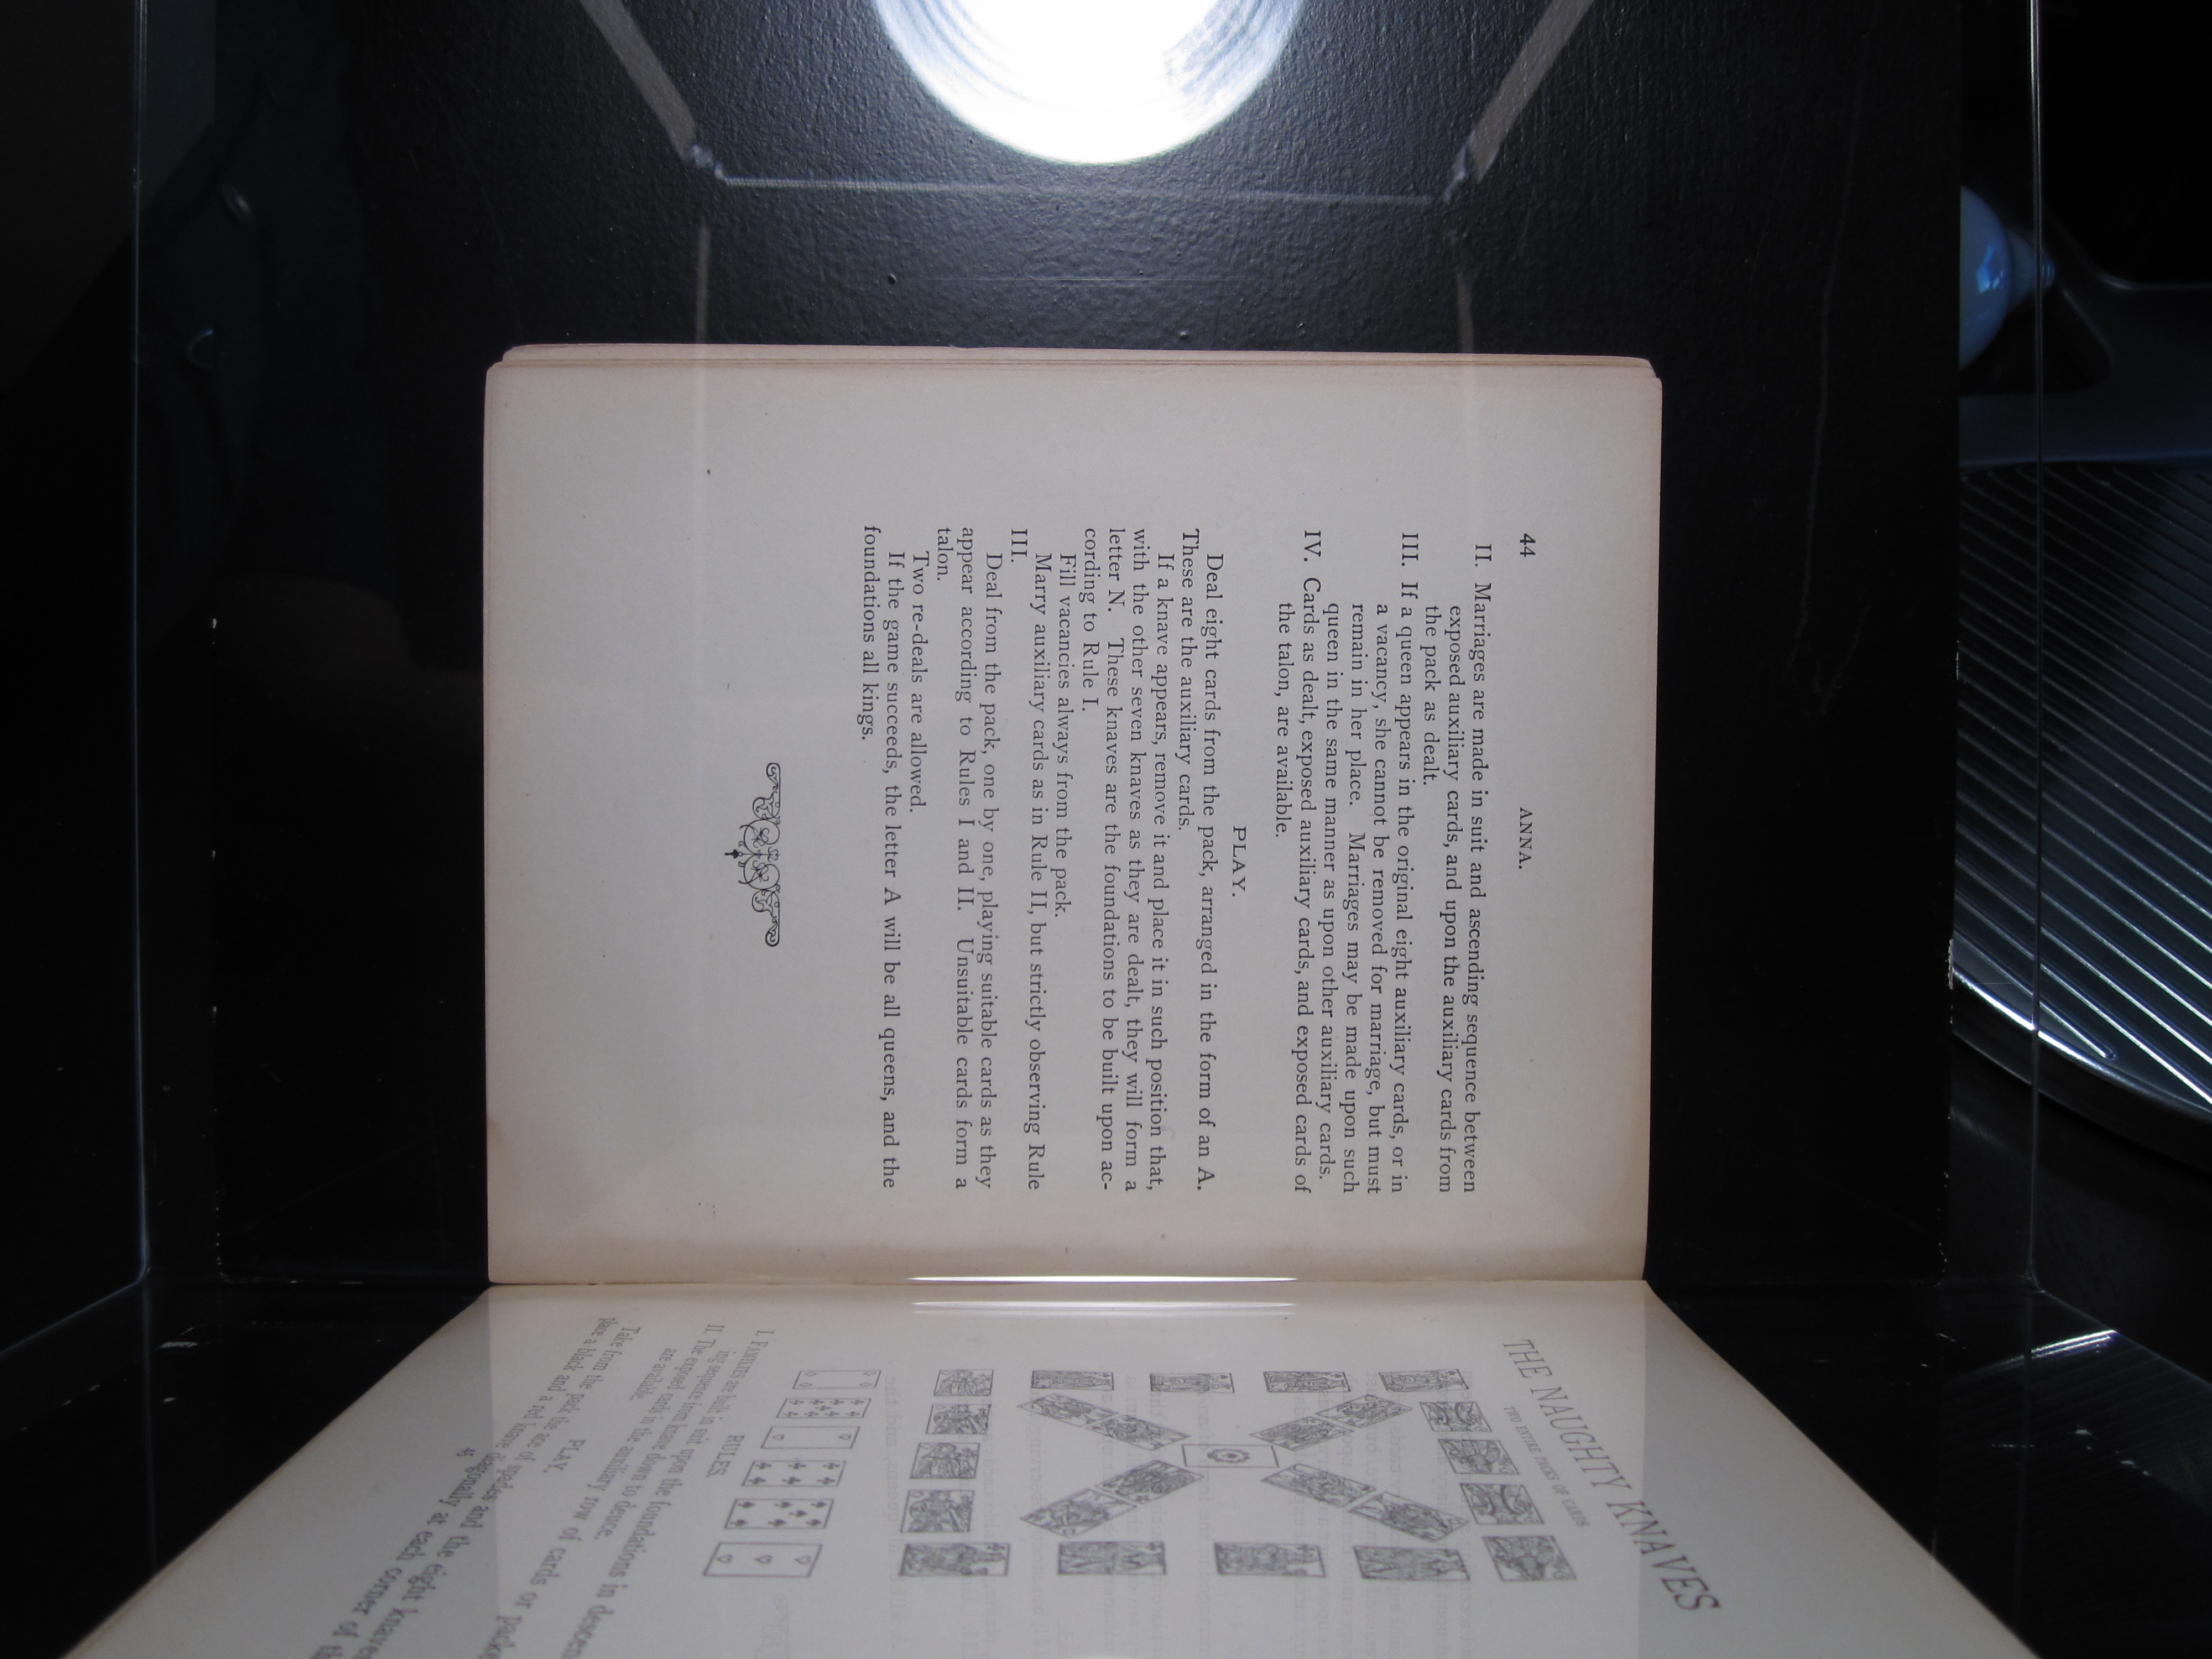 44
ANNA.
II. Marriages are made in suit and ascending sequence between
exposed auxiliary cards, and upon the auxiliary cards from
the pack as dealt.
III. If a queen appears in the original eight auxiliary cards, or in
a vacancy, she cannot be removed for marriage, but must
remain in her place. Marriages may be made upon such
queen in the same manner as upon other auxiliary cards.
IV. Cards as dealt, exposed auxiliary cards, and exposed cards of
the talon, are available.
PLAY.
Deal eight cards from the pack, arranged in the form of an A.
These are the auxiliary cards.
If a knave appears, remove it and place it in such position that,
with the other seven knaves as they are dealt, they will form a
letter N. These knaves are the foundations to be built upon ac-
cording to Rule I.
Fill vacancies always from the pack.
Marry auxiliary cards as in Rule II, but strictly observing Rule
III.
Deal from the pack, one by one, playing suitable cards as they
appear according to Rules I and II. Unsuitable cards form a
talon.
Two re-deals are allowed.
If the game succeeds, the letter A will be all queens, and the
foundations all kings.
THE NAUGHTY KNAVES
TWO ENTIRE PACKS OF CARDS
RULES.
I. FAMILIES are built in suit upon the foundations in descen
ing sequence from knave down to deuce.
II. The exposed cards in the auxiliary row of cards or pack
are available.
PLAY.
Take from the pack the ace of spades and the eight knaves
place a black and a red knave diagonally at each corner of th
45